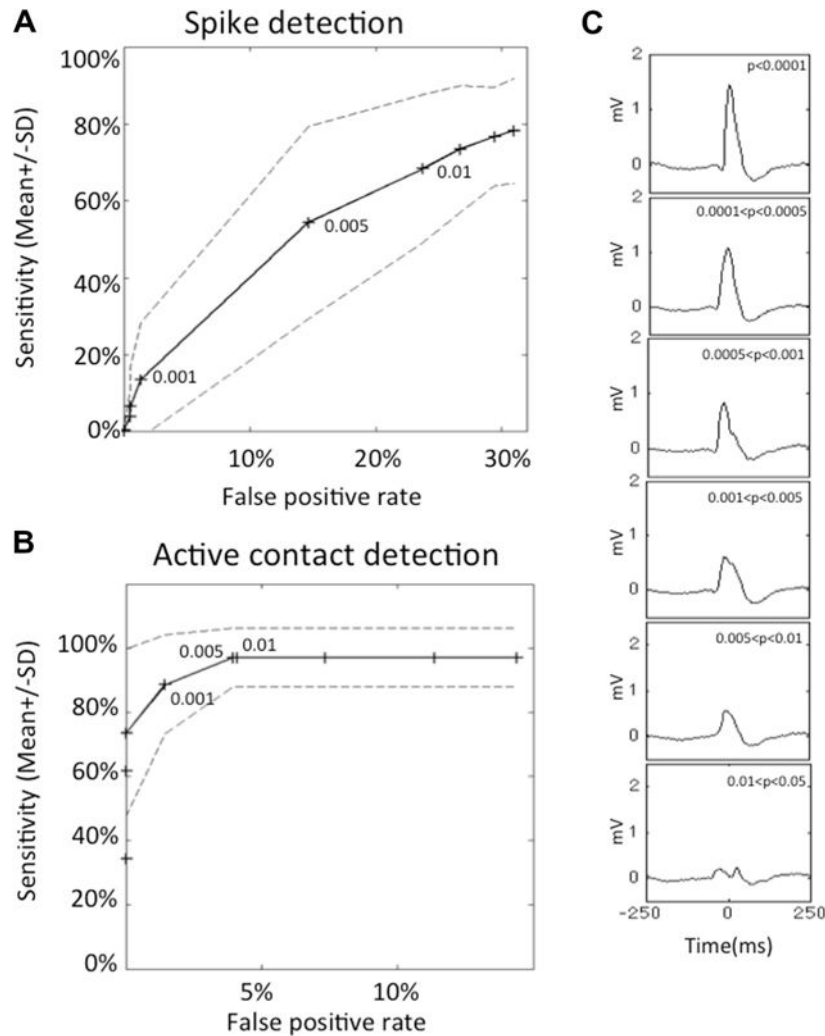 A
Spike detection
Sensitivity (Mean+/-SD)
100%
80%
60%
40%
20%
0%
0.001
0.005
0.01
10%
20%
30%
False positive rate
B
Active contact detection
Sensitivity (Mean+/-SD)
100%
80%
60%
40%
20%
0%
0.005
0.01
0.001
5%
10%
False positive rate
C
mV
2
1
0
p<0.0001
mV
2
1
0
0.0001<p<0.0005
mV
2
1
0
0.0005<p<0.001
mV
2
1
0
0.001<p<0.005
mV
2
1
0
0.005<p<0.01
mV
2
1
0
0.01<p<0.05
-250
0
250
Time(ms)